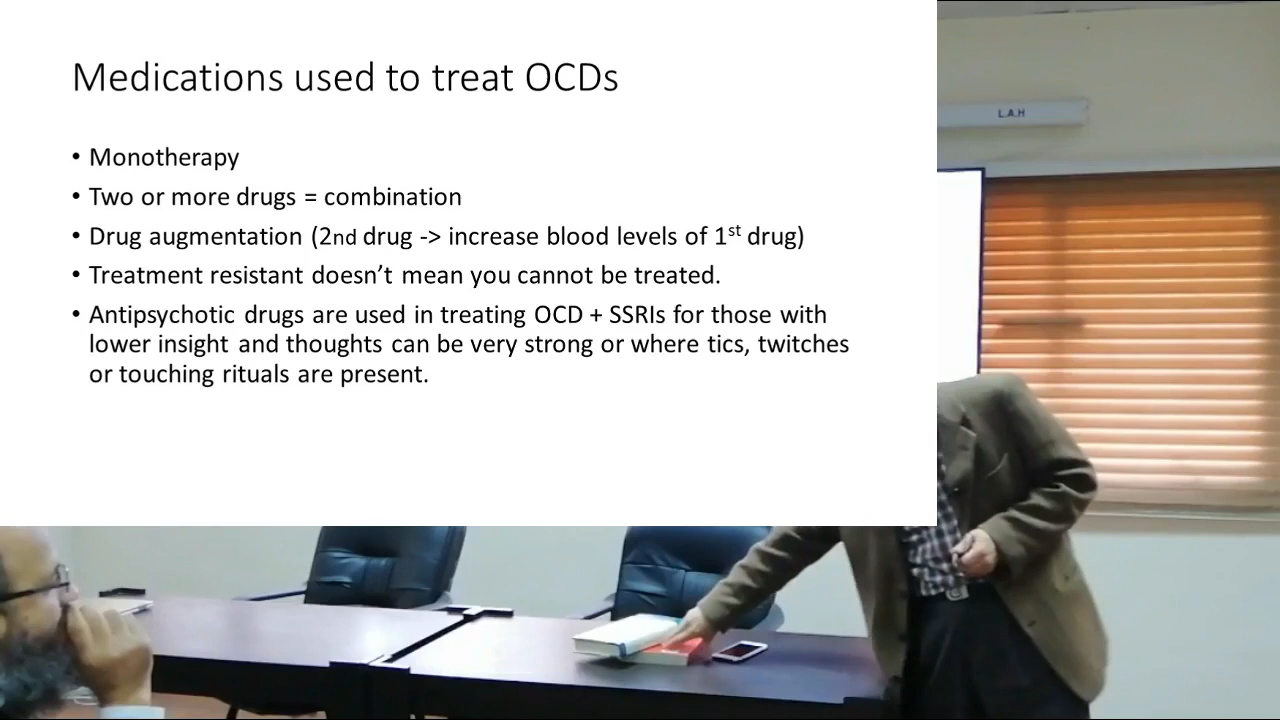 Medications used to treat OCDs
• Monotherapy
• Two or more drugs = combination
• Drug augmentation (2nd drug -> increase blood levels of 1st drug)
• Treatment resistant doesn’t mean you cannot be treated.
• Antipsychotic drugs are used in treating OCD + SSRIs for those with
lower insight and thoughts can be very strong or where tics, twitches
or touching rituals are present.
L.A.H